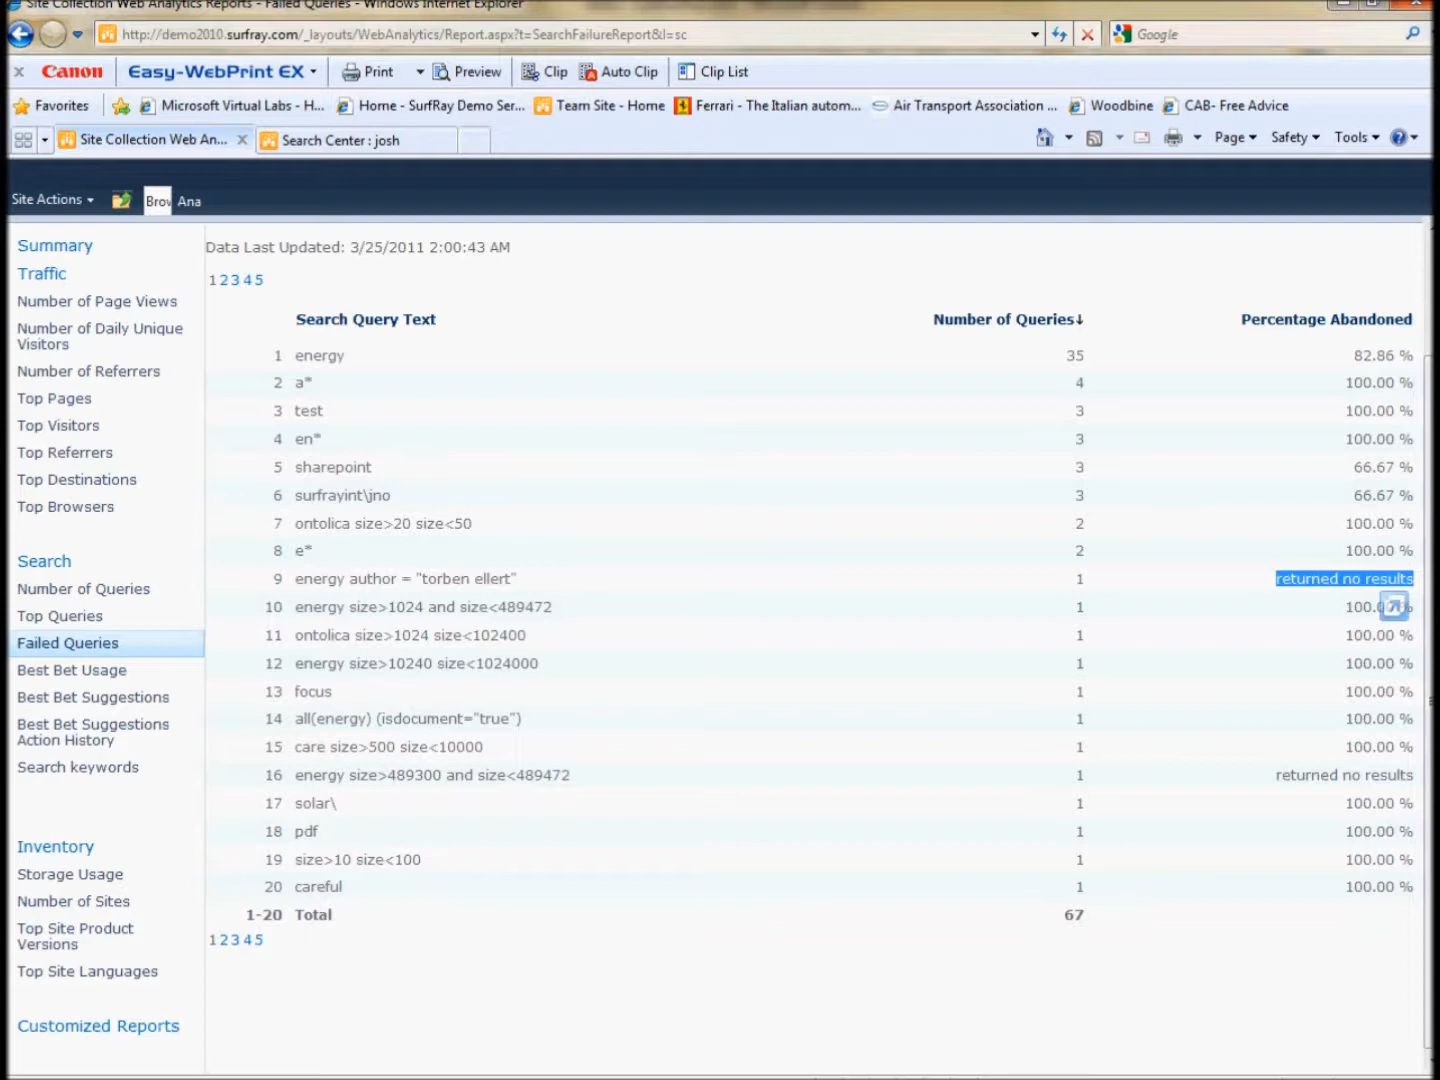 Site Collection Web Analytics Reports - Failed Queries - Windows Internet Explorer
http://demo2010.surfray.com/_layouts/WebAnalytics/Report.aspx?t=SearchFailureReport&l=sc
Google
x Canon Easy-WebPrint EX Print Preview Clip Auto Clip Clip List
Favorites Microsoft Virtual Labs - H... Home - SurfRay Demo Ser... Team Site - Home Ferrari - The Italian autom... Air Transport Association ... Woodbine CAB- Free Advice
Site Collection Web An... x Search Center : josh Page Safety Tools
Site Actions Brow Ana
Summary
Traffic
Number of Page Views
Number of Daily Unique
Visitors
Number of Referrers
Top Pages
Top Visitors
Top Referrers
Top Destinations
Top Browsers
Search
Number of Queries
Top Queries
Failed Queries
Best Bet Usage
Best Bet Suggestions
Best Bet Suggestions
Action History
Search keywords
Inventory
Storage Usage
Number of Sites
Top Site Product
Versions
Top Site Languages
Customized Reports
Data Last Updated: 3/25/2011 2:00:43 AM
1 2 3 4 5
Search Query Text Number of Queries↓ Percentage Abandoned
1 energy 35 82.86 %
2 a* 4 100.00 %
3 test 3 100.00 %
4 en* 3 100.00 %
5 sharepoint 3 66.67 %
6 surfrayint\jno 3 66.67 %
7 ontolica size>20 size<50 2 100.00 %
8 e* 2 100.00 %
9 energy author = "torben ellert" 1 returned no results
10 energy size>1024 and size<489472 1 100.00 %
11 ontolica size>1024 size<102400 1 100.00 %
12 energy size>10240 size<1024000 1 100.00 %
13 focus 1 100.00 %
14 all(energy) (isdocument="true") 1 100.00 %
15 care size>500 size<10000 1 100.00 %
16 energy size>489300 and size<489472 1 returned no results
17 solar\ 1 100.00 %
18 pdf 1 100.00 %
19 size>10 size<100 1 100.00 %
20 careful 1 100.00 %
1-20 Total 67
1 2 3 4 5